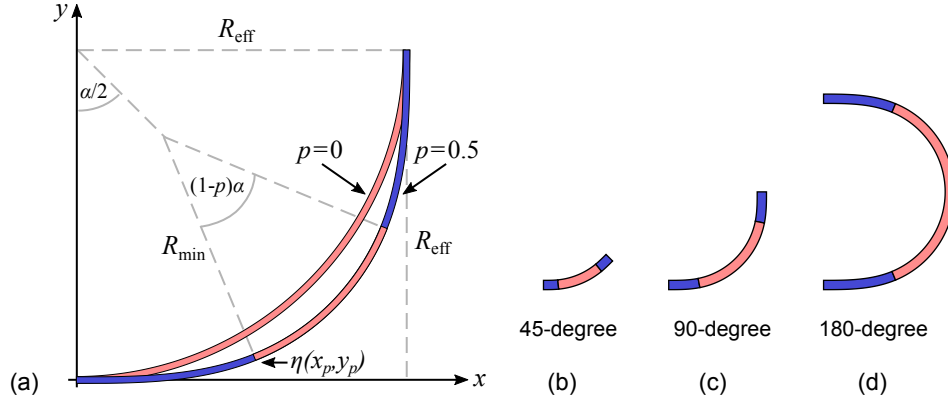 y
R_eff
α/2
p=0
p=0.5
(1-p)α
R_min
R_eff
η(x_p,y_p)
x
(a)
45-degree
90-degree
180-degree
(b)
(c)
(d)